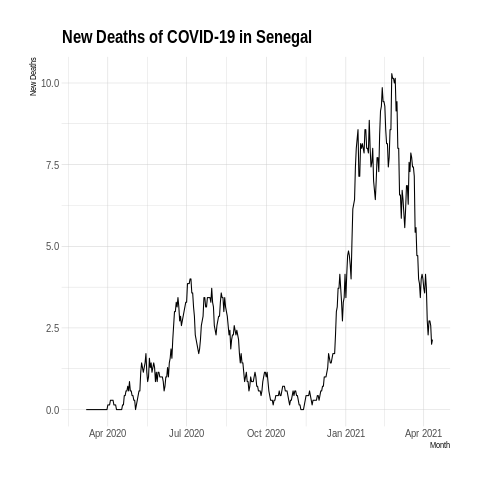 New Deaths of COVID-19 in Senegal
New Deaths
10.0
7.5
5.0
2.5
0.0
Apr 2020 Jul 2020 Oct 2020 Jan 2021 Apr 2021
Month